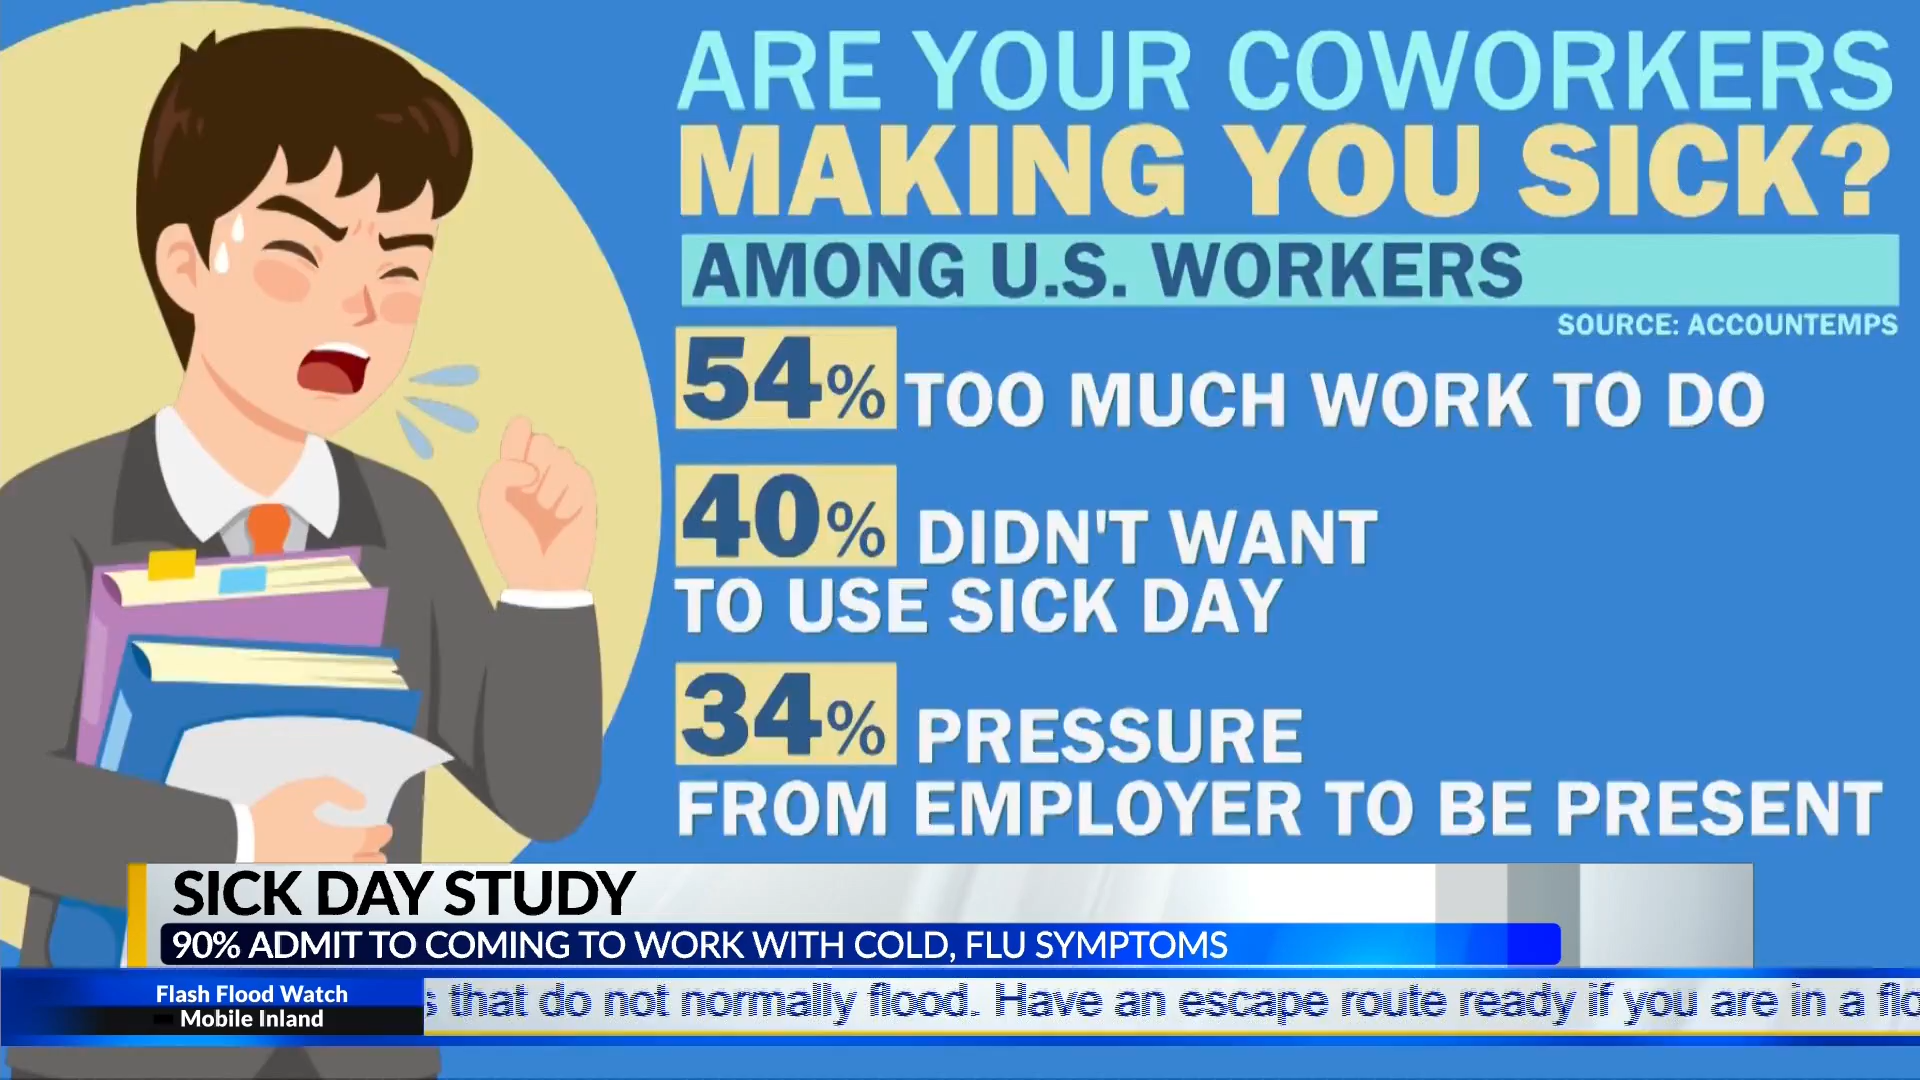 ARE YOUR COWORKERS
MAKING YOU SICK?
AMONG U.S. WORKERS
SOURCE: ACCOUNTEMPS
54% TOO MUCH WORK TO DO
40% DIDN'T WANT
TO USE SICK DAY
34% PRESSURE
FROM EMPLOYER TO BE PRESENT
SICK DAY STUDY
90% ADMIT TO COMING TO WORK WITH COLD, FLU SYMPTOMS
Flash Flood Watch
Mobile Inland
that do not normally flood. Have an escape route ready if you are in a